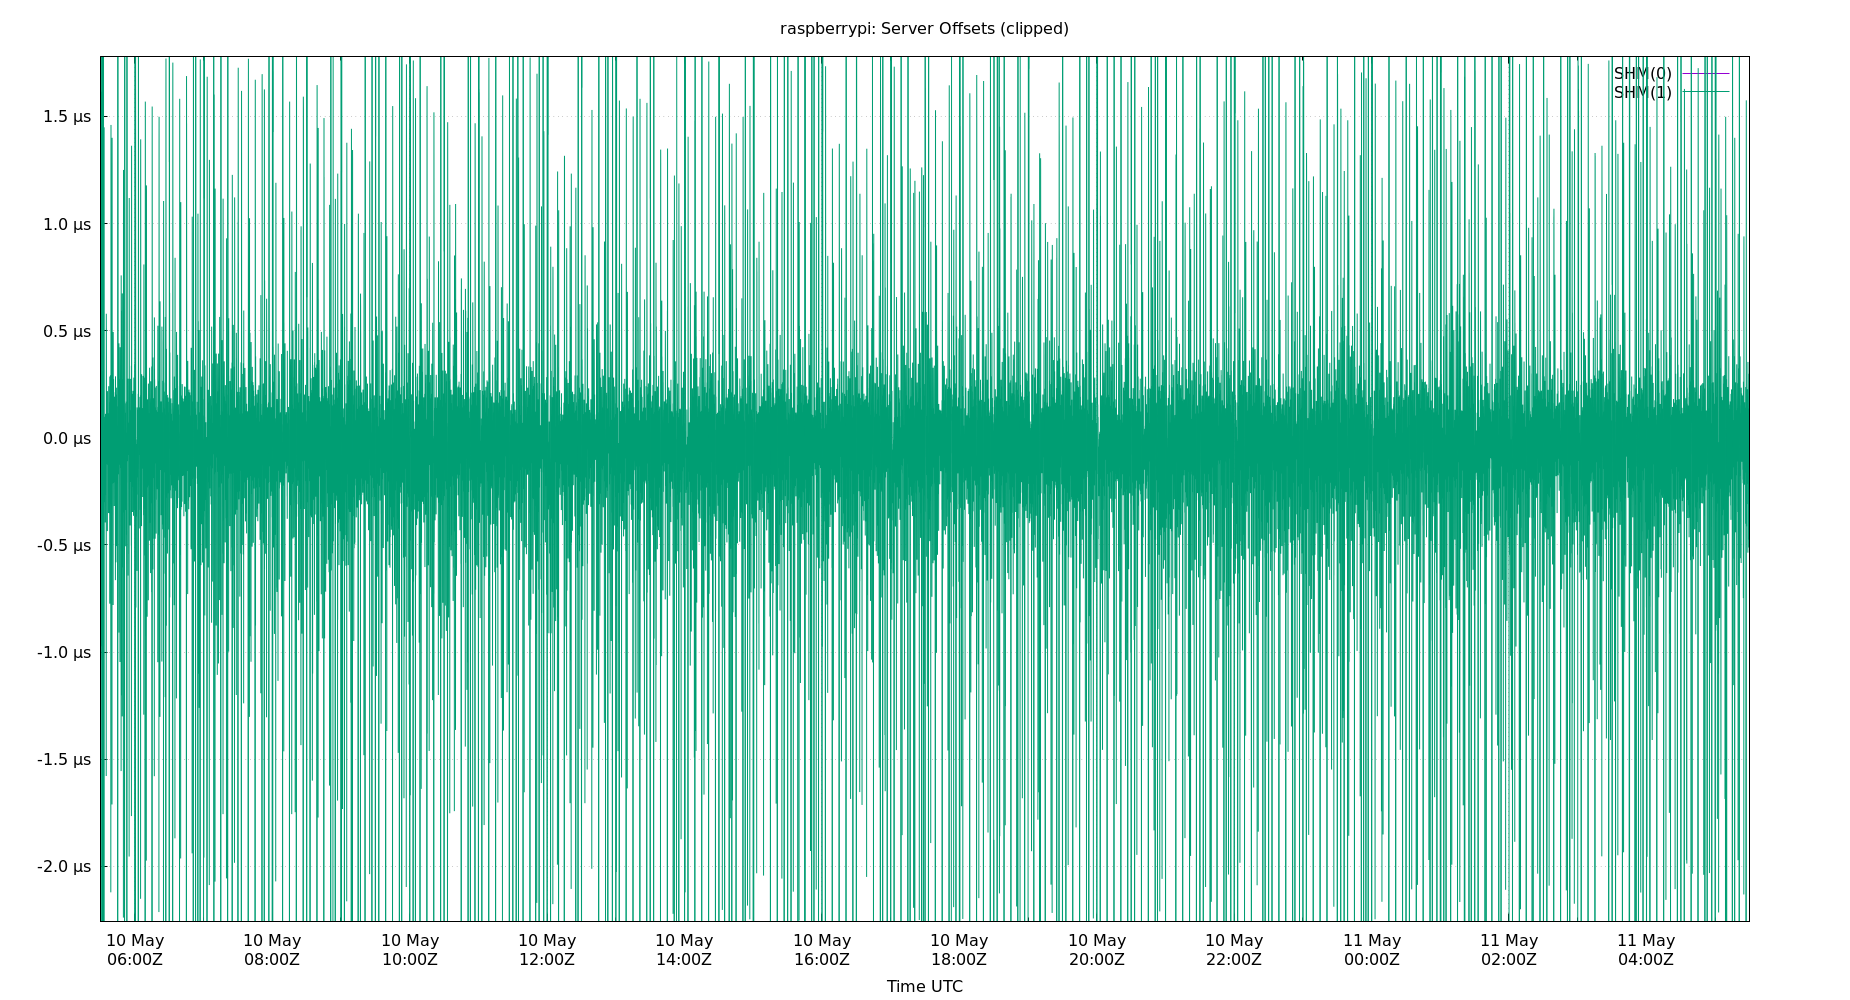 raspberrypi: Server Offsets (clipped)
SHM(0)
SHM(1)
1.5 µs
1.0 µs
0.5 µs
0.0 µs
-0.5 µs
-1.0 µs
-1.5 µs
-2.0 µs
10 May 10 May 10 May 10 May 10 May 10 May 10 May 10 May 10 May 11 May 11 May 11 May
06:00Z 08:00Z 10:00Z 12:00Z 14:00Z 16:00Z 18:00Z 20:00Z 22:00Z 00:00Z 02:00Z 04:00Z
Time UTC